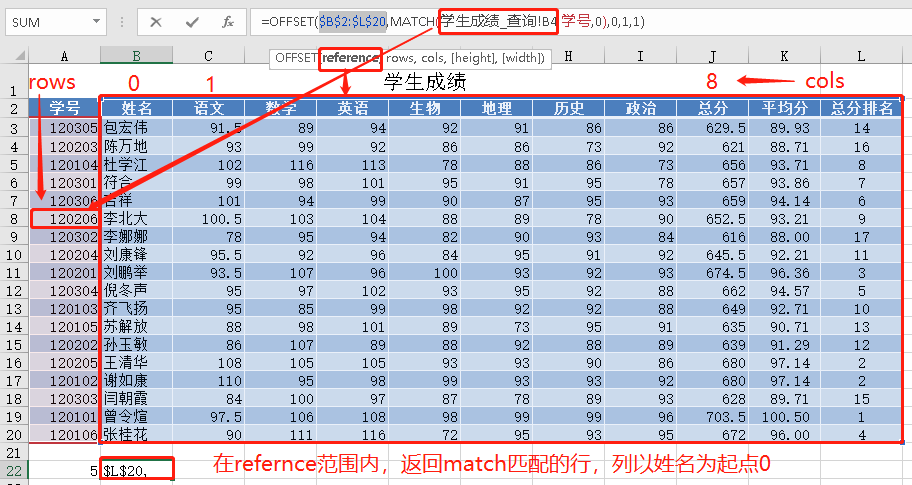 SUM =OFFSET($B$2:$L$20,MATCH(学生成绩_查询!B4 学号,0),0,1,1)
A B C D E F G H I J K L
OFFSET(reference, rows, cols, [height], [width])
rows 0 1 学生成绩 8 cols
1
2 学号 姓名 语文 数学 英语 生物 地理 历史 政治 总分 平均分 总分排名
3 120305 包宏伟 91.5 89 94 92 91 86 86 629.5 89.93 14
4 120203 陈万地 93 99 92 86 86 73 92 621 88.71 16
5 120104 杜学江 102 116 113 78 88 86 73 656 93.71 8
6 120301 符合 99 98 101 95 91 95 78 657 93.86 7
7 120306 吉祥 101 94 99 90 87 95 93 659 94.14 6
8 120206 李北大 100.5 103 104 88 89 78 90 652.5 93.21 9
9 120302 李娜娜 78 95 94 82 90 93 84 616 88.00 17
10 120204 刘康锋 95.5 92 96 84 95 91 92 645.5 92.21 11
11 120201 刘鹏举 93.5 107 96 100 93 92 93 674.5 96.36 3
12 120304 倪冬声 95 97 102 93 95 92 88 662 94.57 5
13 120103 齐飞扬 95 85 99 98 92 92 88 649 92.71 10
14 120105 苏解放 88 98 101 89 73 95 91 635 90.71 13
15 120202 孙玉敏 86 107 89 88 92 88 89 639 91.29 12
16 120205 王清华 108 105 105 93 93 90 86 680 97.14 2
17 120102 谢如康 110 95 98 99 93 93 92 680 97.14 2
18 120303 闫朝霞 84 100 97 87 78 89 93 628 89.71 15
19 120101 曾令煊 97.5 106 108 98 99 99 96 703.5 100.50 1
20 120106 张桂花 90 111 116 72 95 93 95 672 96.00 4
21
22 5 $L$20, 在refernce范围内，返回match匹配的行，列以姓名为起点0